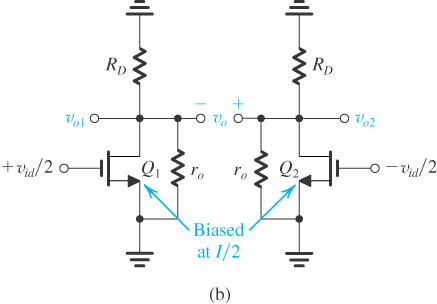 R_D R_D
v_o1 − v_o + v_o2
+v_id/2 Q_1 r_o r_o Q_2 −v_id/2
Biased
at I/2
(b)